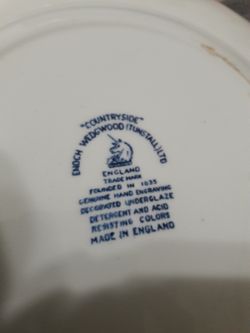 "COUNTRYSIDE"
ENOCH WEDGWOOD (TUNSTALL) LTD
ENGLAND
TRADE MARK
FOUNDED IN 1835
GENUINE HAND ENGRAVING
DECORATED UNDERGLAZE
DETERGENT AND ACID
RESISTING COLORS
MADE IN ENGLAND